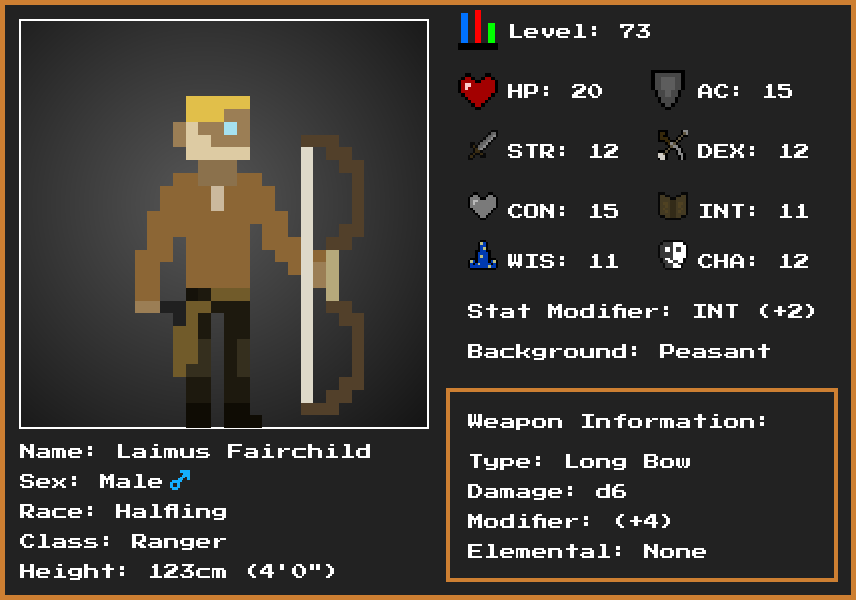 Level: 73
HP: 20 AC: 15
STR: 12 DEX: 12
CON: 15 INT: 11
WIS: 11 CHA: 12
Stat Modifier: INT (+2)
Background: Peasant
Weapon Information:
Type: Long Bow
Damage: d6
Modifier: (+4)
Elemental: None
Name: Laimus Fairchild
Sex: Male ♂
Race: Halfling
Class: Ranger
Height: 123cm (4'0")